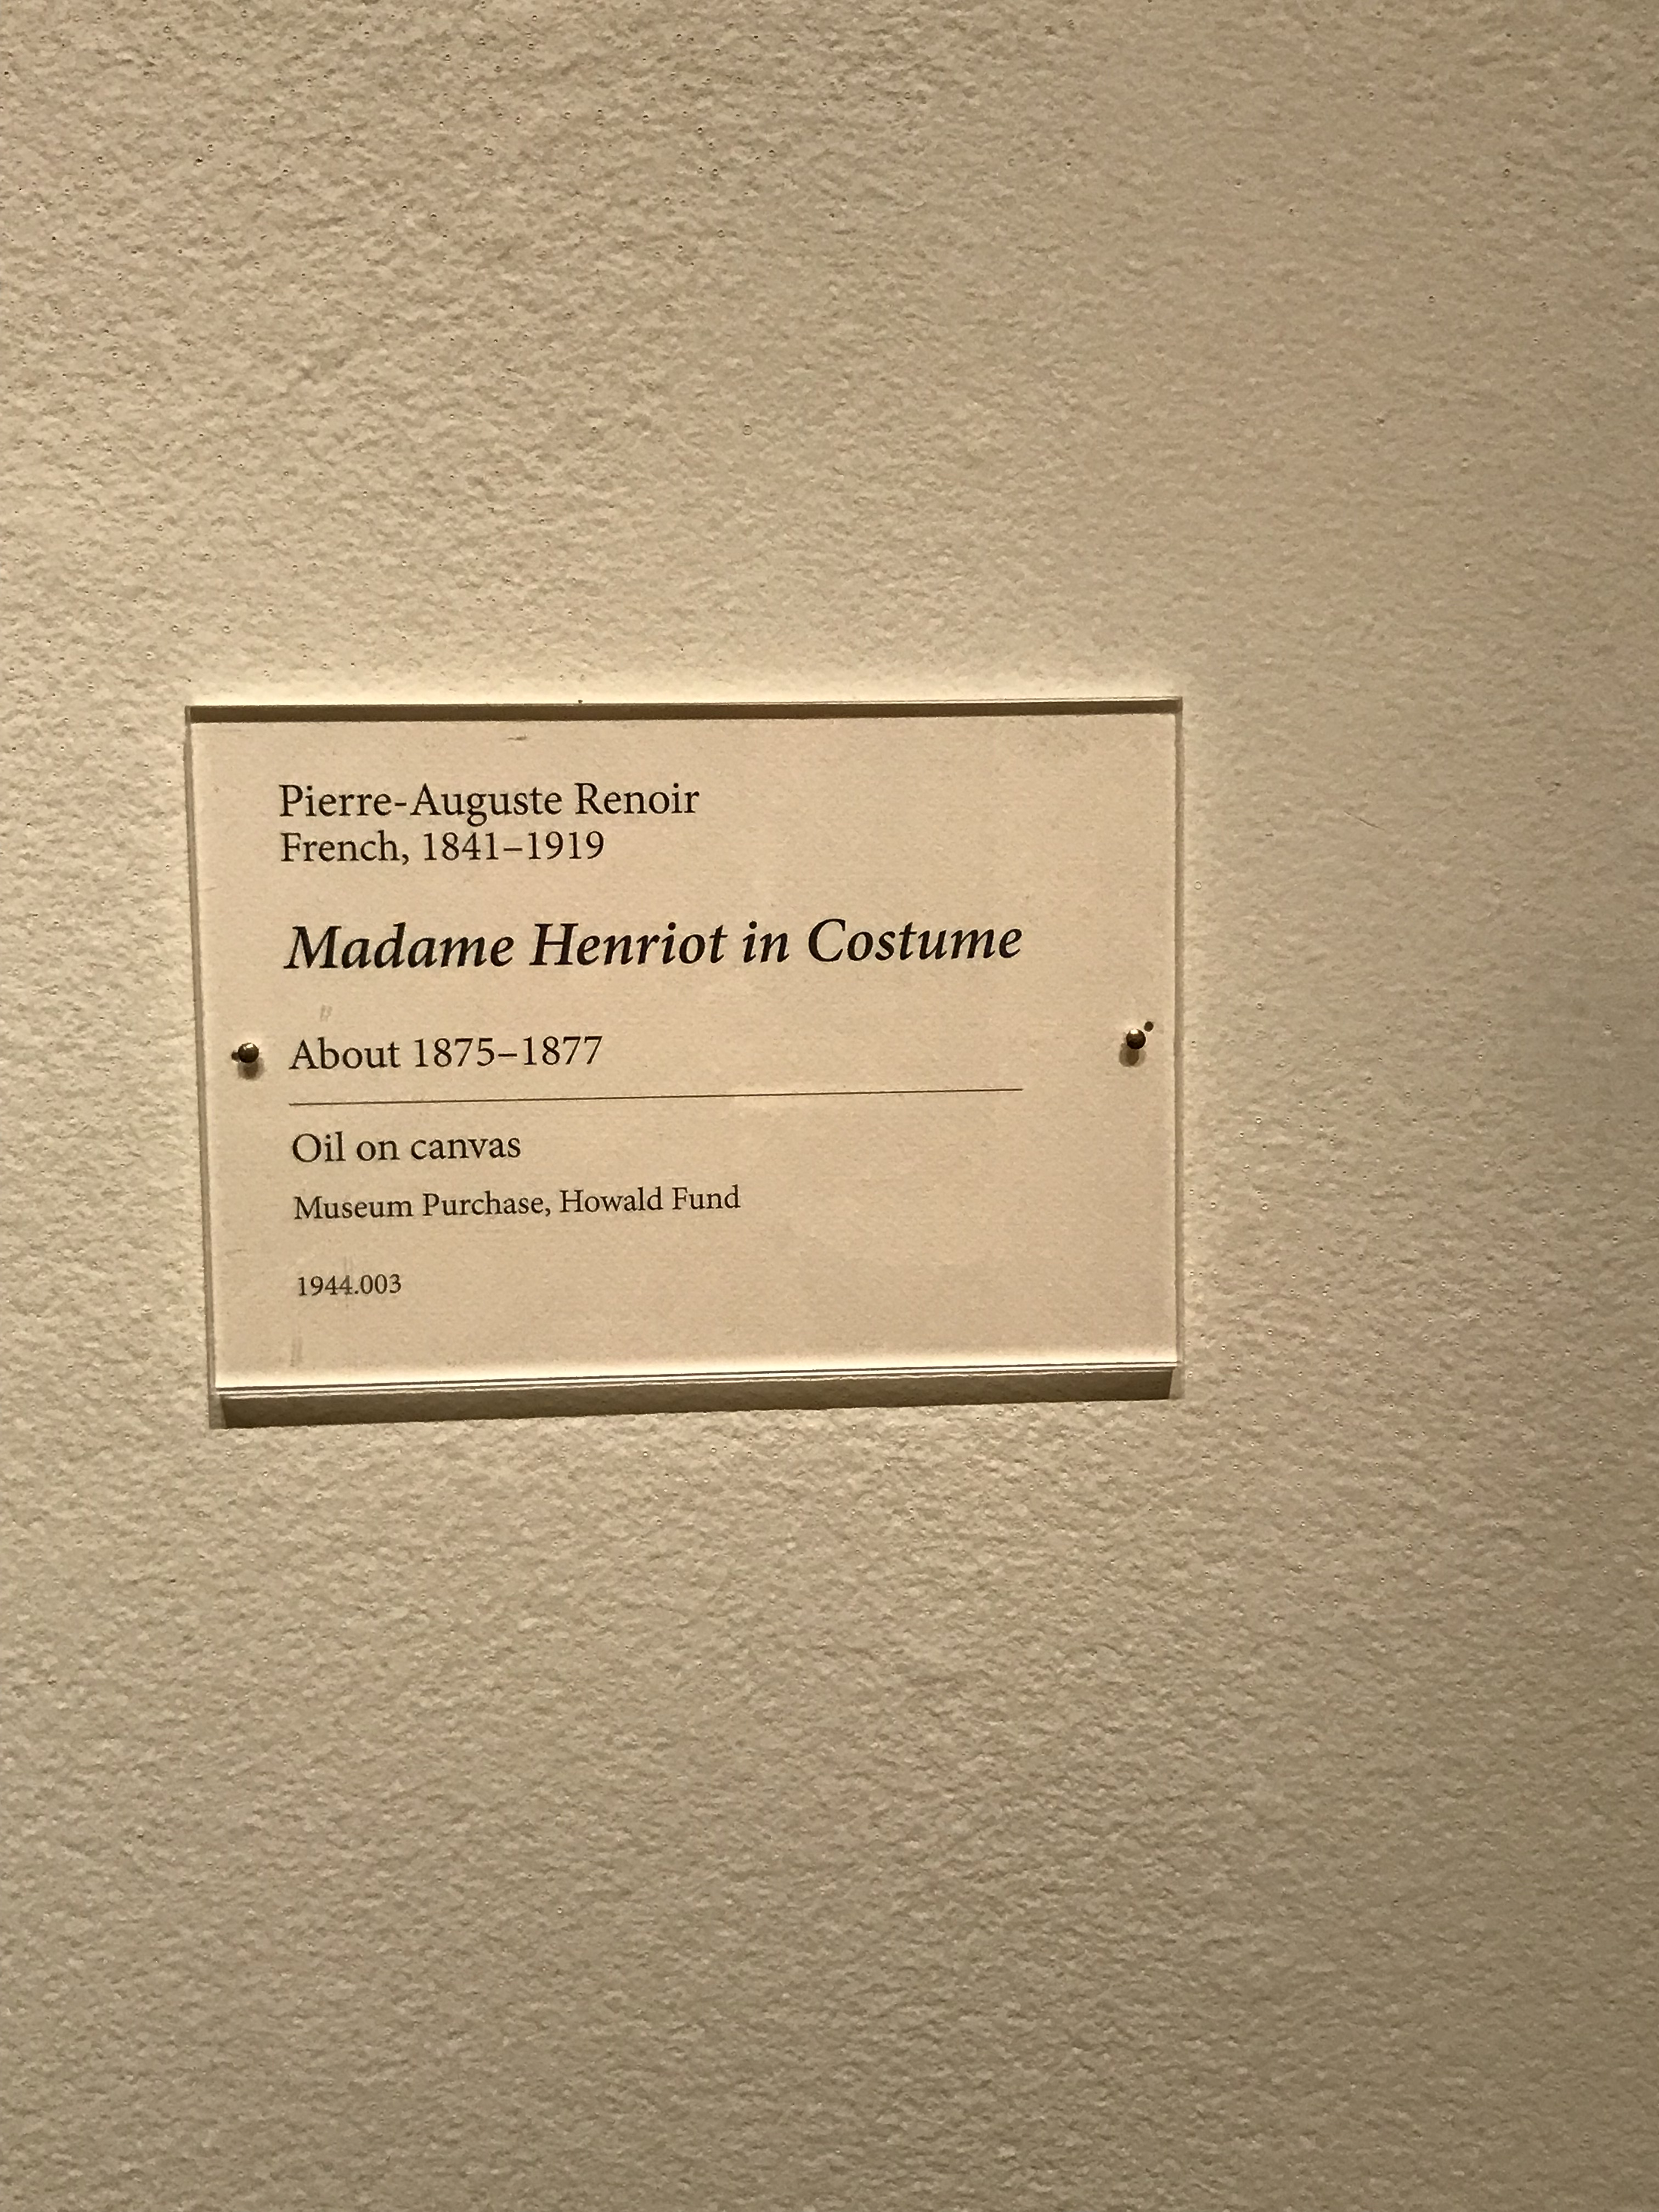 Pierre-Auguste Renoir
French, 1841–1919
Madame Henriot in Costume
About 1875–1877
Oil on canvas
Museum Purchase, Howald Fund
1944.003